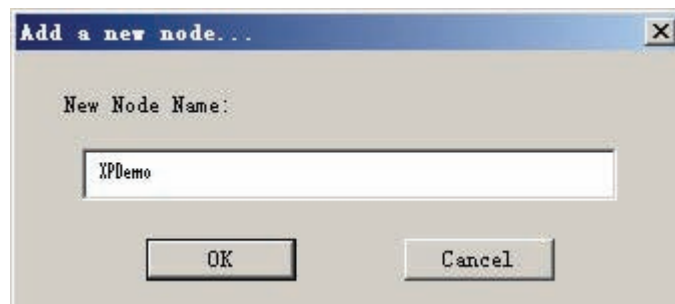 Add a new node...
New Node Name:
XPDemo
OK
Cancel